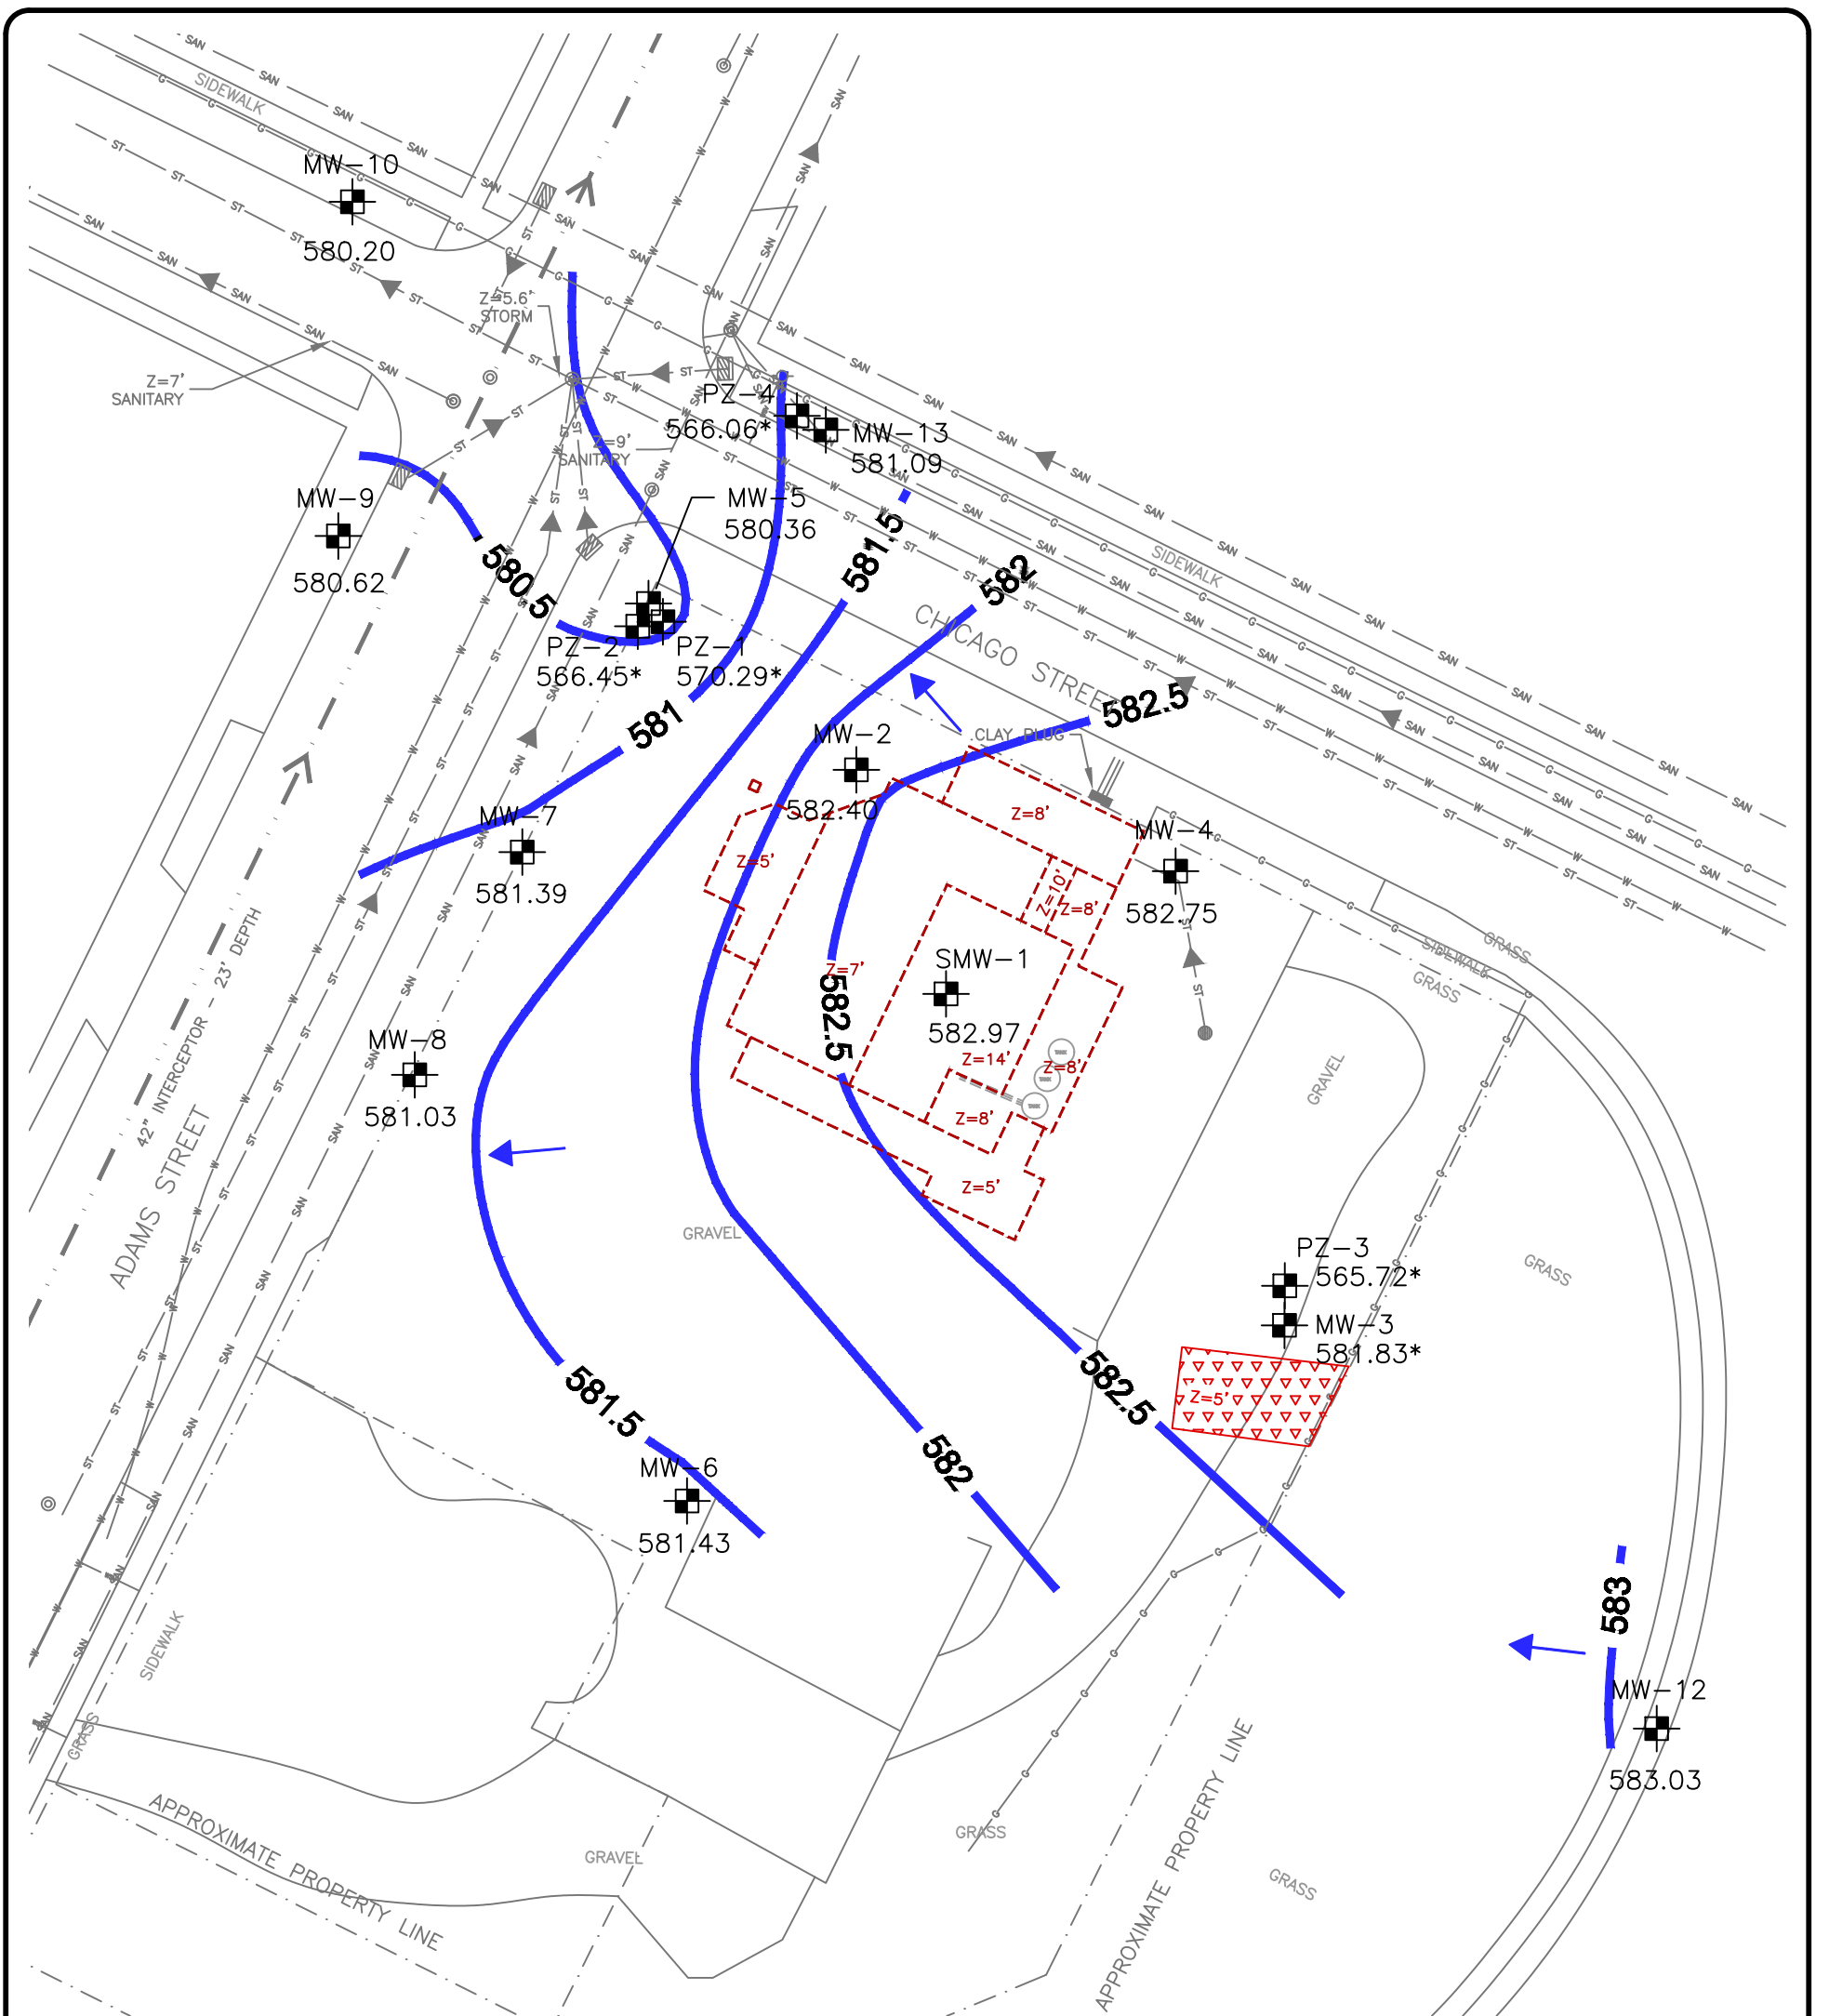 SIDEWALK
MW-10
580.20
Z=5.6'
STORM
Z=7'
SANITARY
PZ-4
566.06*
MW-13
581.09
Z=9'
SANITARY
MW-9
580.62
MW-5
580.36
580.5
581.5
582
SIDEWALK
CHICAGO STREET
PZ-2
566.45*
PZ-1
570.29*
581
582.5
CLAY PLUG
MW-2
582.40
MW-7
581.39
Z=8'
MW-4
582.75
Z=5'
Z=10'
Z=8'
GRASS
SIDEWALK
GRASS
SMW-1
582.97
Z=7'
582.5
42" INTERCEPTOR - 23' DEPTH
MW-8
581.03
Z=14'
Z=8'
Z=8'
GRAVEL
ADAMS STREET
Z=5'
GRAVEL
PZ-3
565.72*
GRASS
MW-3
581.83*
582.5
Z=5'
581.5
582
MW-6
581.43
583
SIDEWALK
GRASS
MW-12
583.03
APPROXIMATE PROPERTY LINE
GRAVEL
GRASS
GRASS
APPROXIMATE PROPERTY LINE